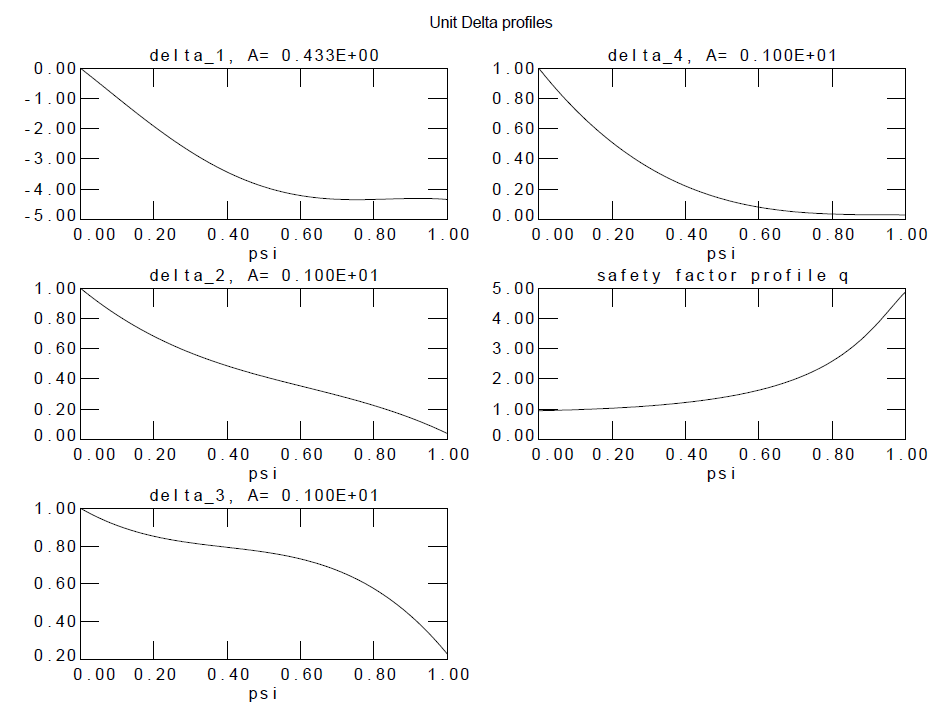 Unit Delta profiles
delta_1, A= 0.433E+00
0.00
-1.00
-2.00
-3.00
-4.00
-5.00
0.00 0.20 0.40 0.60 0.80 1.00
psi
delta_4, A= 0.100E+01
1.00
0.80
0.60
0.40
0.20
0.00
0.00 0.20 0.40 0.60 0.80 1.00
psi
delta_2, A= 0.100E+01
1.00
0.80
0.60
0.40
0.20
0.00
0.00 0.20 0.40 0.60 0.80 1.00
psi
safety factor profile q
5.00
4.00
3.00
2.00
1.00
0.00
0.00 0.20 0.40 0.60 0.80 1.00
psi
delta_3, A= 0.100E+01
1.00
0.80
0.60
0.40
0.20
0.00 0.20 0.40 0.60 0.80 1.00
psi